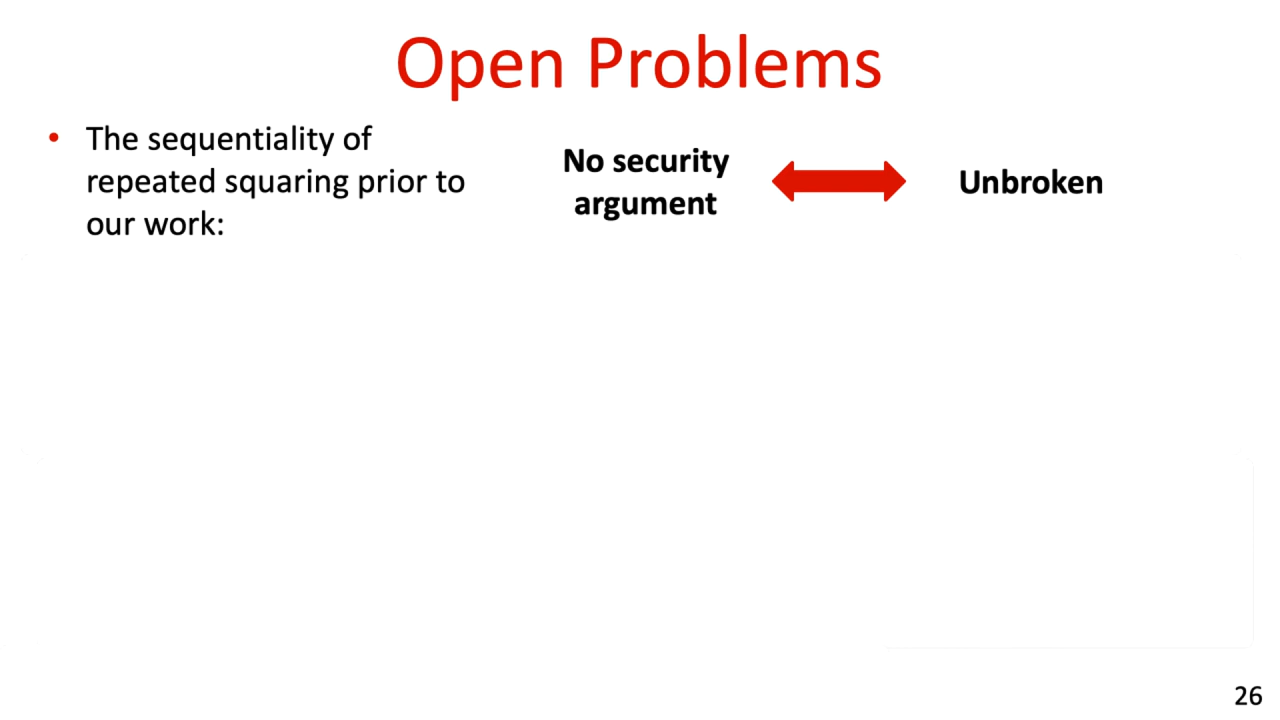 Open Problems
• The sequentiality of
repeated squaring prior to
our work:
No security
argument
Unbroken
26